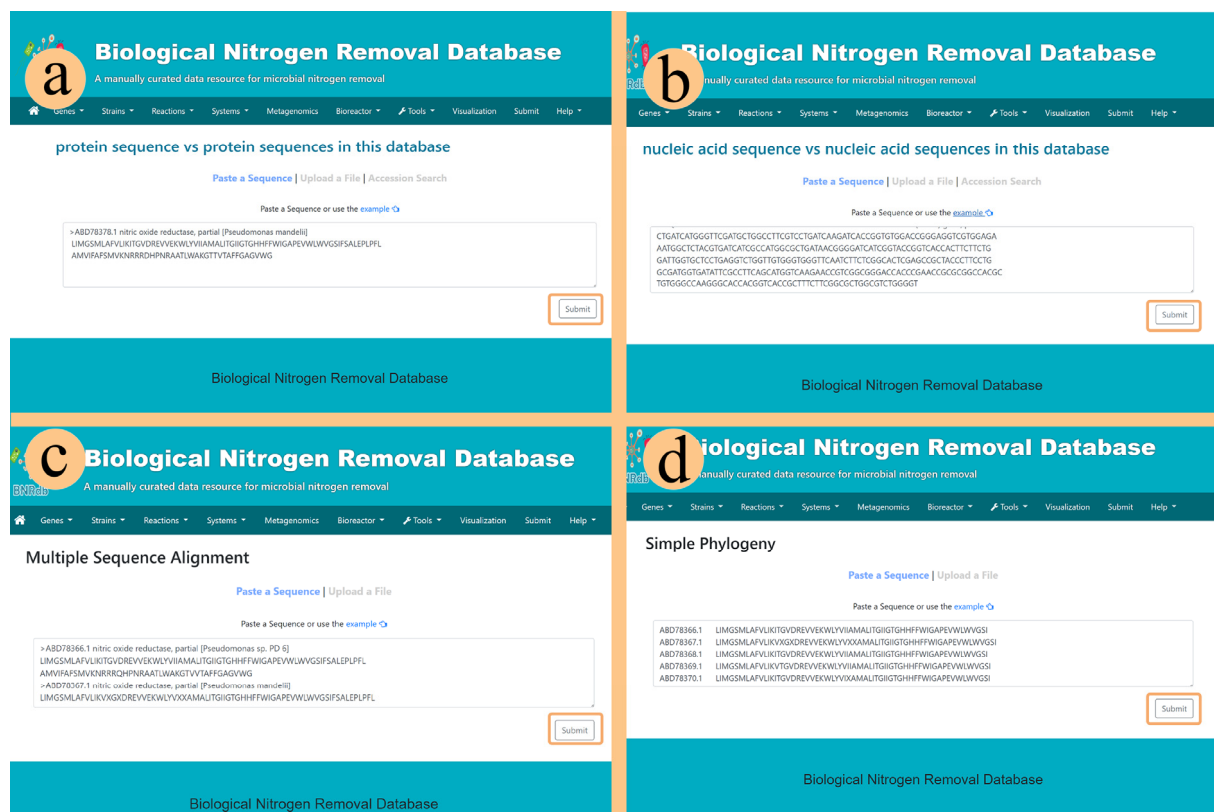 a
Biological Nitrogen Removal Database
A manually curated data resource for microbial nitrogen removal
Genes Strains Reactions Systems Metagenomics Bioreactor Tools Visualization Submit Help
protein sequence vs protein sequences in this database
Paste a Sequence | Upload a File | Accession Search
Paste a Sequence or use the example
>ABD78378.1 nitric oxide reductase, partial [Pseudomonas mandelii]
LIMGSMLAFVLIKITGVDREVVEKWLYVIIAMALITGIIGTGHHFFWIGAPEVWLWVGSIFSALEPLPFL
AMVIFAFSMVKNRRRDHPNRAATLWAKGTTVTAFFGAGVWG
Submit
Biological Nitrogen Removal Database
b
Biological Nitrogen Removal Database
manually curated data resource for microbial nitrogen removal
Genes Strains Reactions Systems Metagenomics Bioreactor Tools Visualization Submit Help
nucleic acid sequence vs nucleic acid sequences in this database
Paste a Sequence | Upload a File | Accession Search
Paste a Sequence or use the example
CTGATCATGGGTTCGATGCTGGCCTTCGTCCTGATCAAGATCACCGGTGTGGACCGGGAGGTCGTGGAGA
AATGGCTCTACGTGATCATCGCCATGGCGCTGATAACGGGGATCATCGGTACCGGTCACCACTTCTTCTG
GATTGGTGCTCCTGAGGTCTGGTTGTGGGTGGGTTCAATCTTCTCGGCACTCGAGCCGCTACCCTTCCTG
GCGATGGTGATATTCGCCTTCAGCATGGTCAAGAACCGTCGGCGGGACCACCCGAACCGCGCGGCCACGC
TGTGGGCCAAGGGCACCACGGTCACCGCTTTCTTCGGCGCTGGCGTCTGGGGT
Submit
Biological Nitrogen Removal Database
c
BNRdb
Biological Nitrogen Removal Database
A manually curated data resource for microbial nitrogen removal
Genes Strains Reactions Systems Metagenomics Bioreactor Tools Visualization Submit Help
Multiple Sequence Alignment
Paste a Sequence | Upload a File
Paste a Sequence or use the example
>ABD78366.1 nitric oxide reductase, partial [Pseudomonas sp. PD 6]
LIMGSMLAFVLIKITGVDREVVEKWLYVIIAMALITGIIGTGHHFFWIGAPEVWLWVGSIFSALEPLPFL
AMVIFAFSMVKNRRRQHPNRAATLWAKGTVVTAFFGAGVWG
>ABD78367.1 nitric oxide reductase, partial [Pseudomonas mandelii]
LIMGSMLAFVLIKVXGXDREVVEKWLYVXXAMALITGIIGTGHHFFWIGAPEVWLWVGSIFSALEPLPFL
Submit
Biological Nitrogen Removal Database
d
iological Nitrogen Removal Database
manually curated data resource for microbial nitrogen removal
Genes Strains Reactions Systems Metagenomics Bioreactor Tools Visualization Submit Help
Simple Phylogeny
Paste a Sequence | Upload a File
Paste a Sequence or use the example
ABD78366.1 LIMGSMLAFVLIKITGVDREVVEKWLYVIIAMALITGIIGTGHHFFWIGAPEVWLWVGSI
ABD78367.1 LIMGSMLAFVLIKVXGXDREVVEKWLYVXXAMALITGIIGTGHHFFWIGAPEVWLWVGSI
ABD78368.1 LIMGSMLAFVLIKITGVDREVVEKWLYVIIAMALITGIIGTGHHFFWIGAPEVWLWVGSI
ABD78369.1 LIMGSMLAFVLIKVTGVDREVVEKWLYVIIAMALITGIIGTGHHFFWIGAPEVWLWVGSI
ABD78370.1 LIMGSMLAFVLIKITGVDREVVEKWLYVIXAMALITGIIGTGHHFFWIGAPEVWLWVGSI
Submit
Biological Nitrogen Removal Database